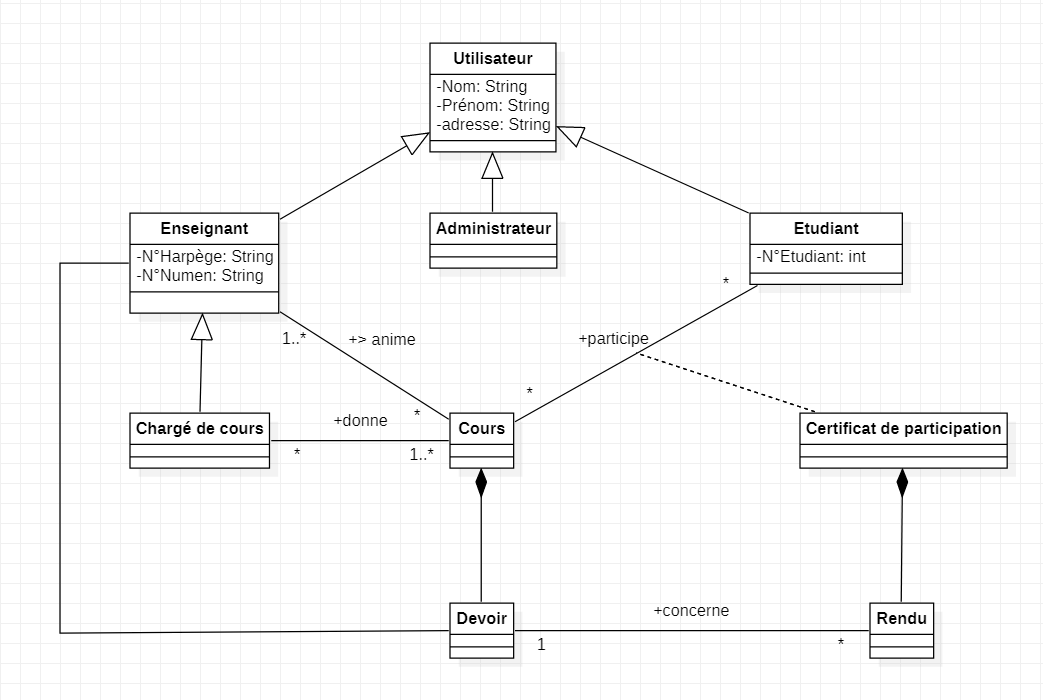 Utilisateur
-Nom: String
-Prénom: String
-adresse: String
Enseignant
-N°Harpège: String
-N°Numen: String
Administrateur
Etudiant
-N°Etudiant: int
*
1..*
+> anime
+participe
*
*
+donne
Chargé de cours
Cours
Certificat de participation
*
1..*
+concerne
Devoir
Rendu
1
*